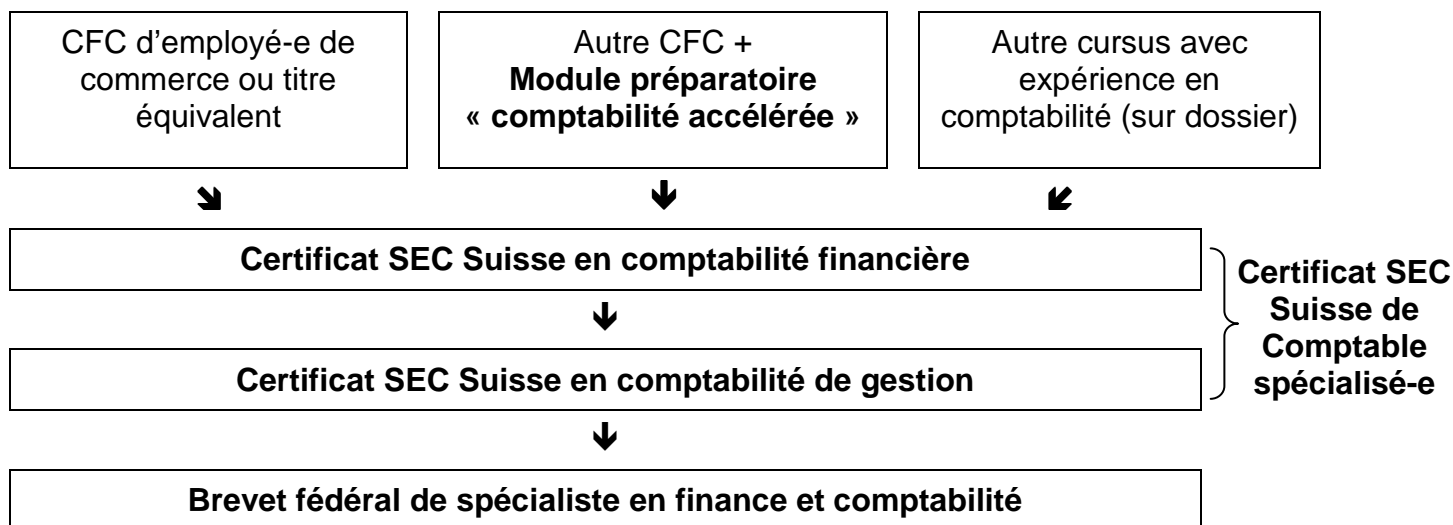 CFC d'employé-e de
commerce ou titre
équivalent
Autre CFC +
Module préparatoire
« comptabilité accélérée »
Autre cursus avec
expérience en
comptabilité (sur dossier)
Certificat SEC Suisse en comptabilité financière
Certificat SEC Suisse en comptabilité de gestion
Certificat SEC
Suisse de
Comptable
spécialisé-e
Brevet fédéral de spécialiste en finance et comptabilité